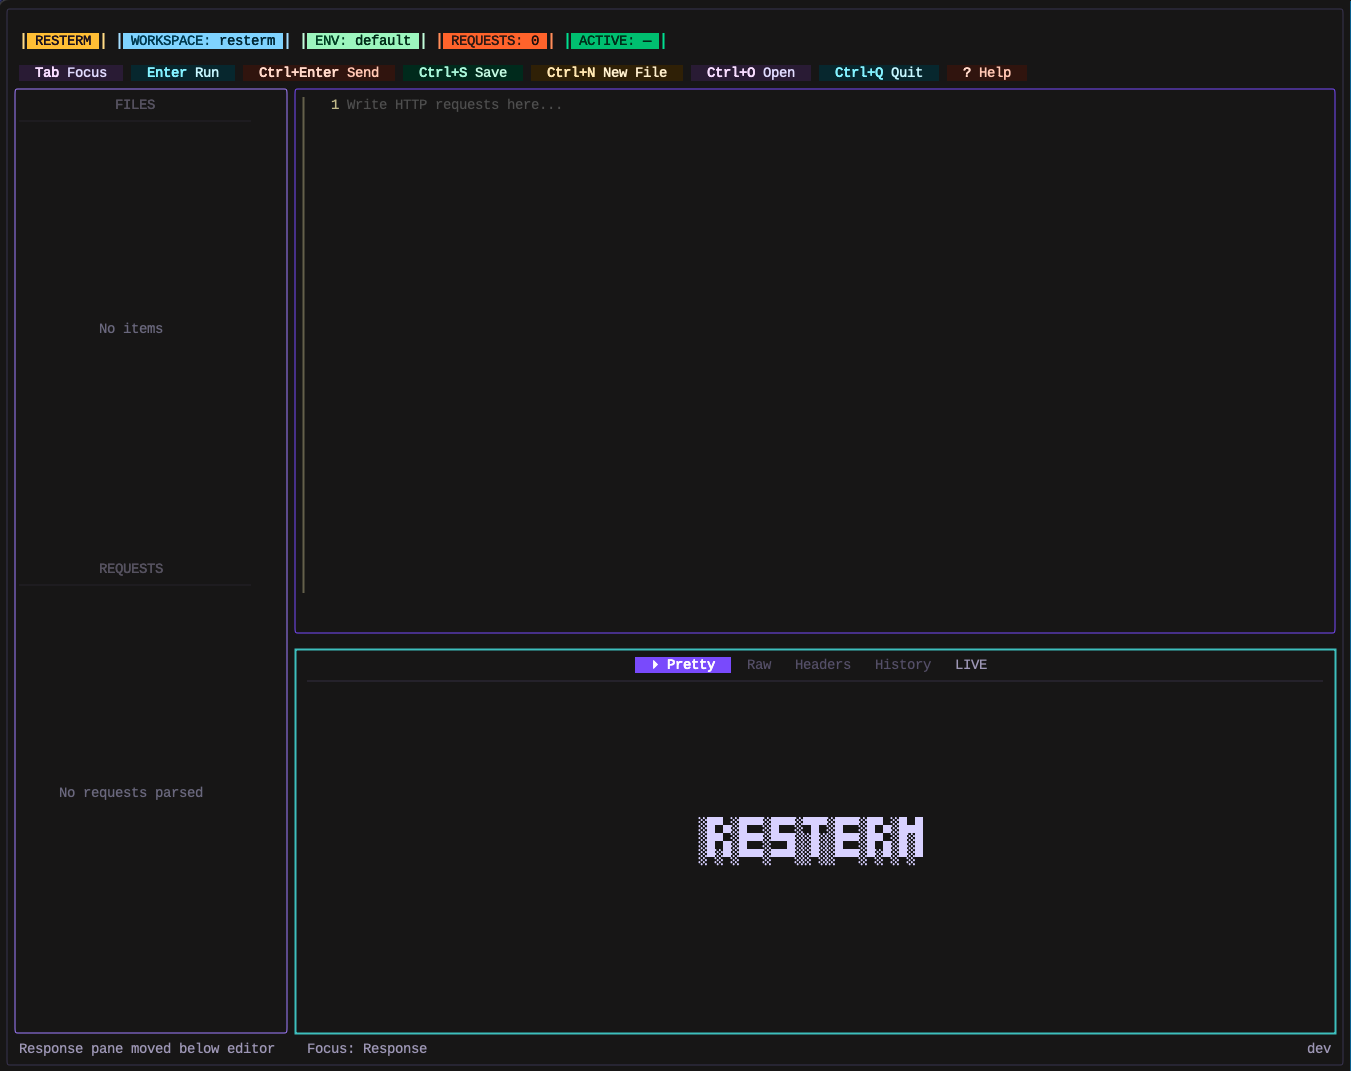 RESTERM WORKSPACE: resterm ENV: default REQUESTS: 0 ACTIVE: —
Tab Focus Enter Run Ctrl+Enter Send Ctrl+S Save Ctrl+N New File Ctrl+O Open Ctrl+Q Quit ? Help
FILES
No items
REQUESTS
No requests parsed
1 Write HTTP requests here...
Pretty Raw Headers History LIVE
RESTERM
Response pane moved below editor Focus: Response dev